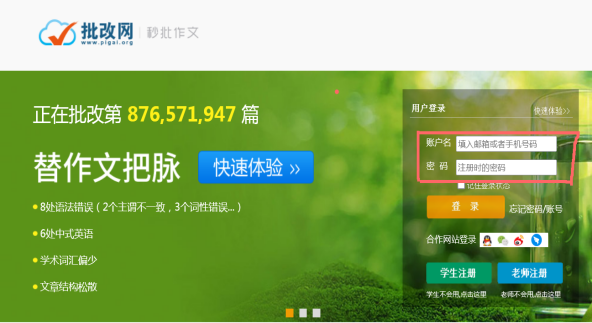 批改网 秒批作文
www.pigai.org
正在批改第 876,571,947 篇
替作文把脉 快速体验 »
8处语法错误(2个主谓不一致,3个词性错误...)
6处中式英语
学术词汇偏少
文章结构松散
用户登录 快速体验>>
账户名 填入邮箱或者手机号码
密 码 注册时的密码
记住登录状态
登 录 忘记密码/账号
合作网站登录
学生注册 老师注册
学生不会用,点击这里 老师不会用,点击这里